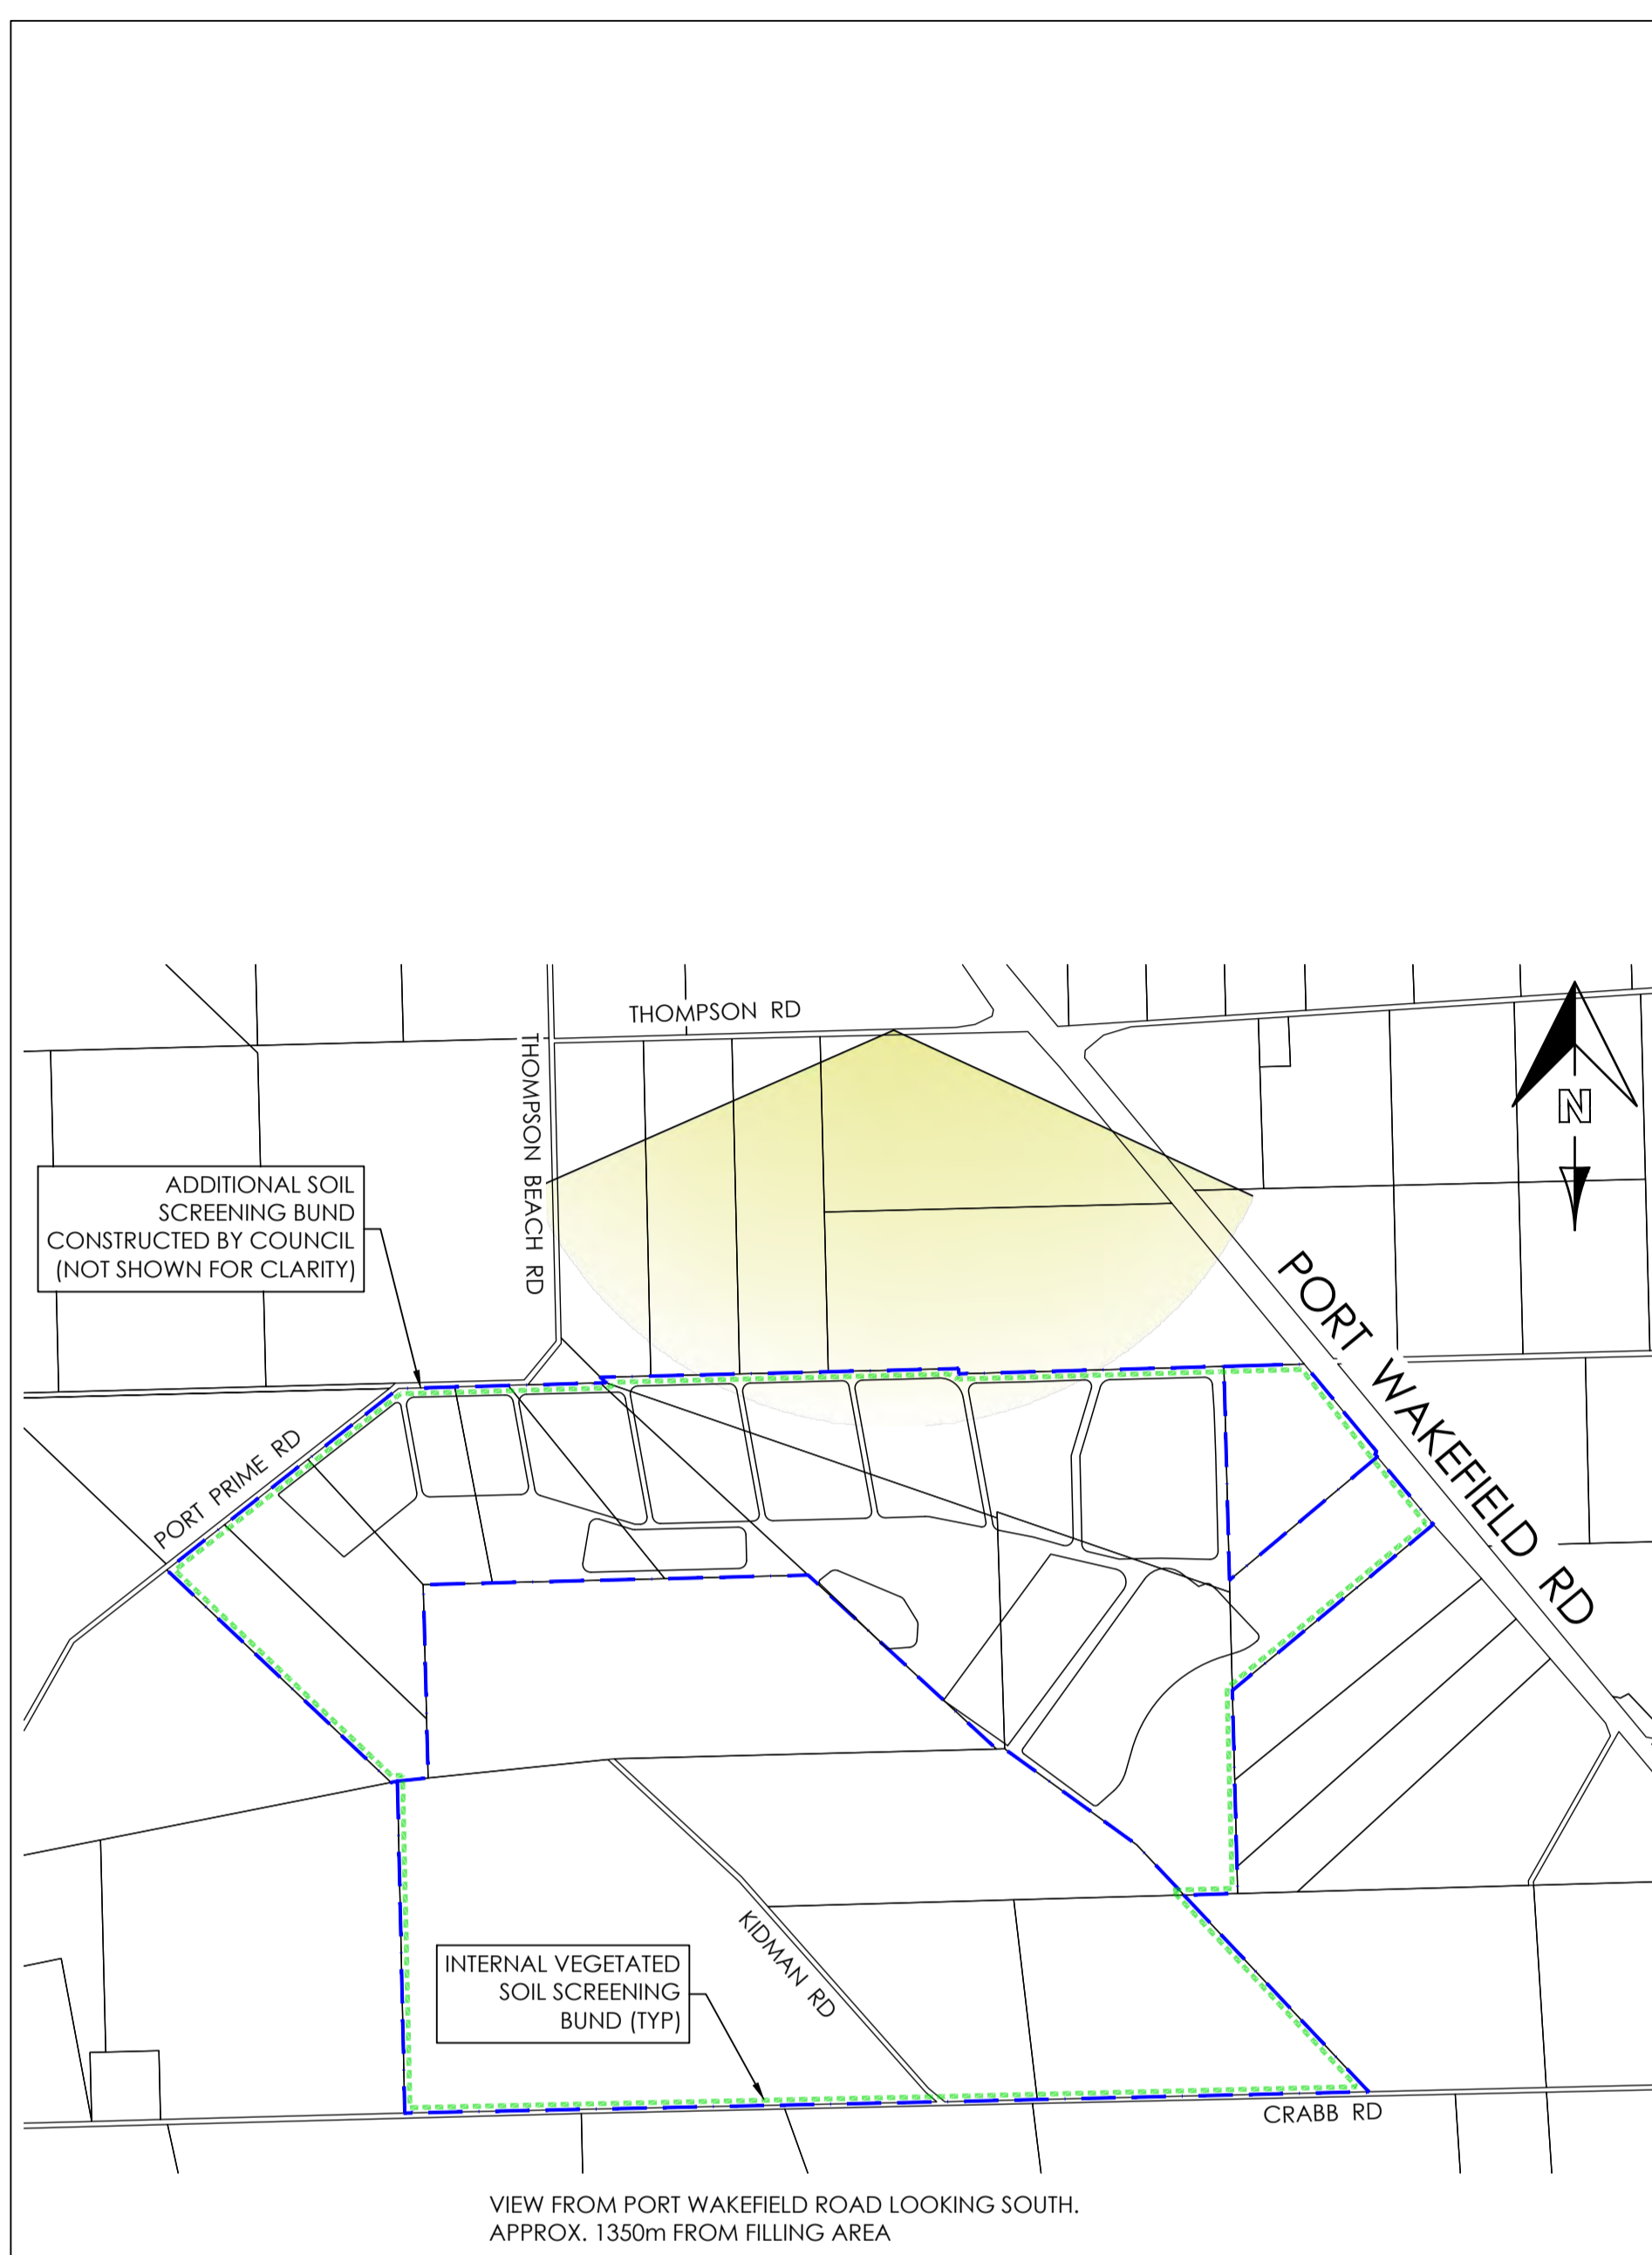 THOMPSON RD
THOMPSON BEACH RD
N
ADDITIONAL SOIL
SCREENING BUND
CONSTRUCTED BY COUNCIL
(NOT SHOWN FOR CLARITY)
PORT WAKEFIELD RD
PORT PRIME RD
KIDMAN RD
INTERNAL VEGETATED
SOIL SCREENING
BUND (TYP)
CRABB RD
VIEW FROM PORT WAKEFIELD ROAD LOOKING SOUTH.
APPROX. 1350m FROM FILLING AREA